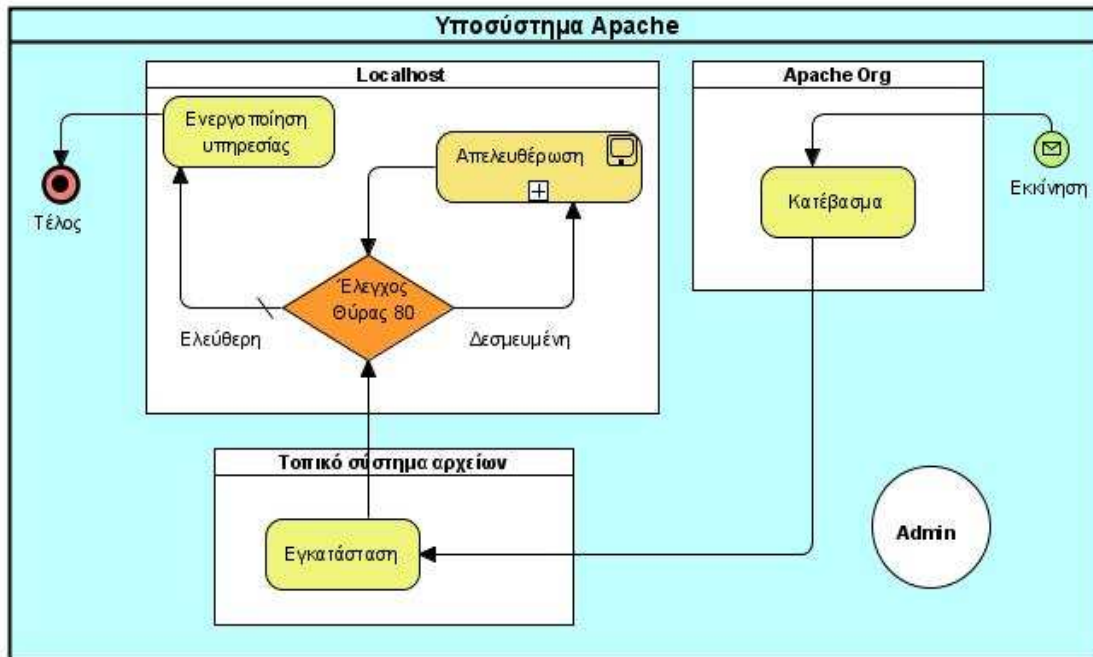 Υποσύστημα Apache
Localhost
Apache Org
Ενεργοποίηση
υπηρεσίας
Απελευθέρωση
Τέλος
Εκκίνηση
Κατέβασμα
Έλεγχος
Θύρας 80
Ελεύθερη
Δεσμευμένη
Τοπικό σύστημα αρχείων
Εγκατάσταση
Admin